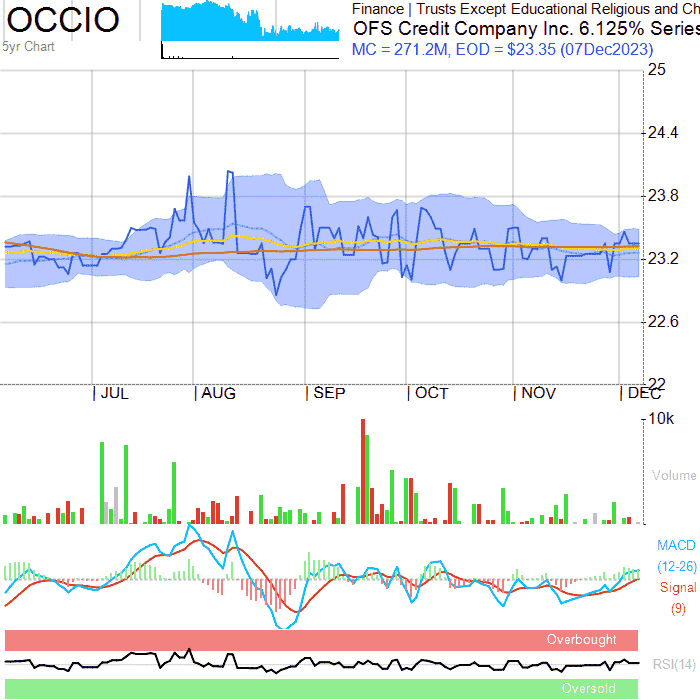 OCCIO
5yr Chart
Finance | Trusts Except Educational Religious and Ch
OFS Credit Company Inc. 6.125% Series
MC = 271.2M, EOD = $23.35 (07Dec2023)
25
24.4
23.8
23.2
22.6
22
JUL AUG SEP OCT NOV DEC
10k
Volume
MACD
(12-26)
Signal
(9)
Overbought
RSI(14)
Oversold